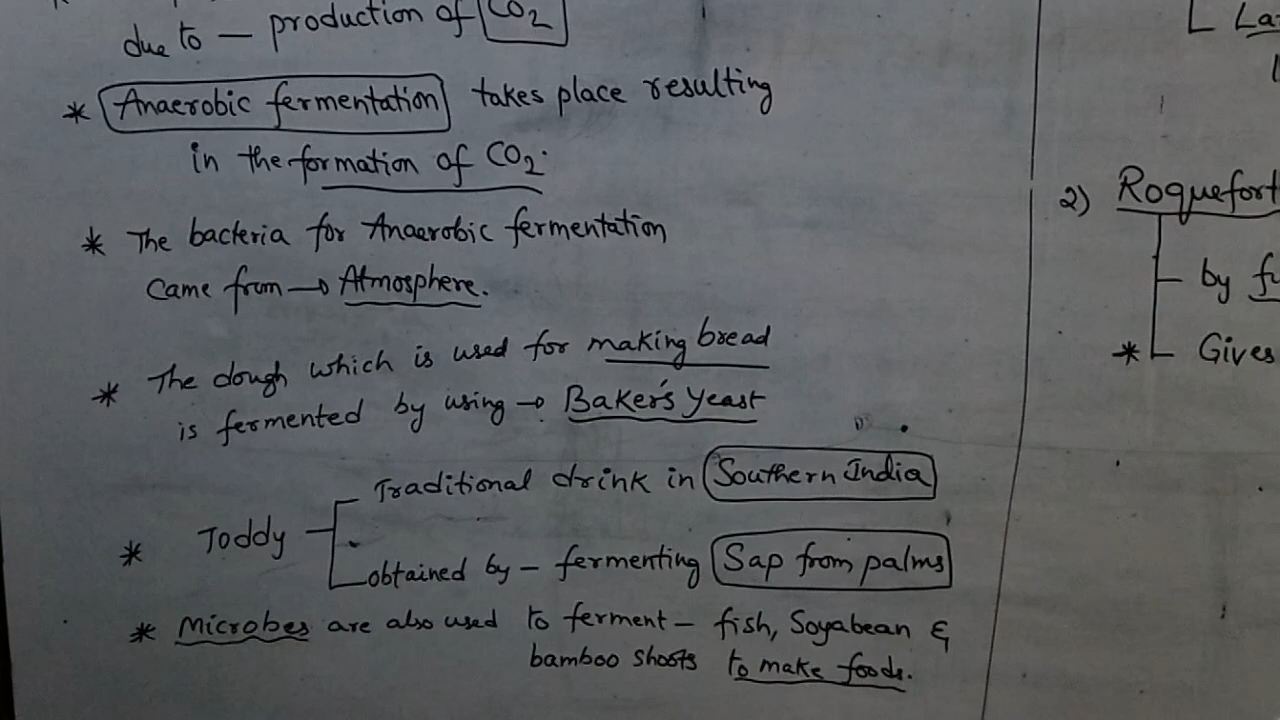 due to — production of CO2
* Anaerobic fermentation takes place resulting
in the formation of CO2.
* The bacteria for Anaerobic fermentation
came from → Atmosphere.
* The dough which is used for making bread
is fermented by using → Baker's Yeast
* Toddy
Traditional drink in Southern India
obtained by – fermenting Sap from palms
* Microbes are also used to ferment – fish, Soyabean &
bamboo shoots to make foods.
2) Roquefort
by
* Gives